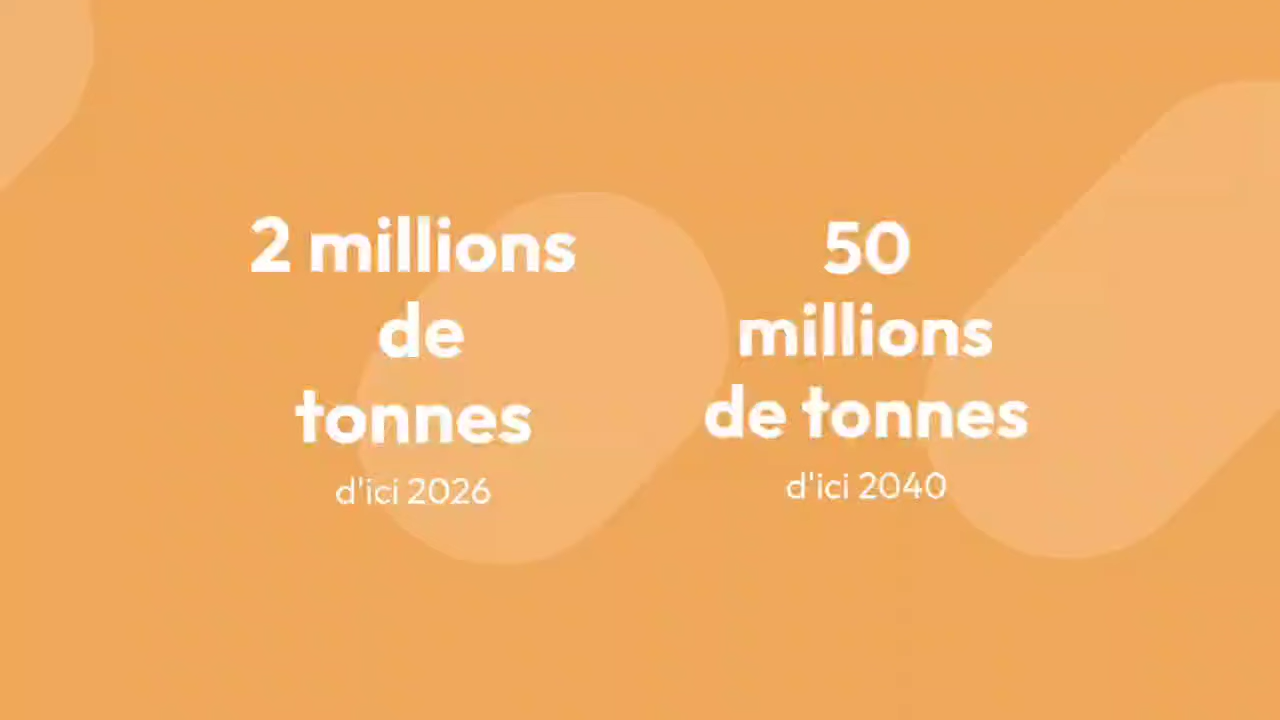 2 millions
de
tonnes
d'ici 2026
50
millions
de tonnes
d'ici 2040